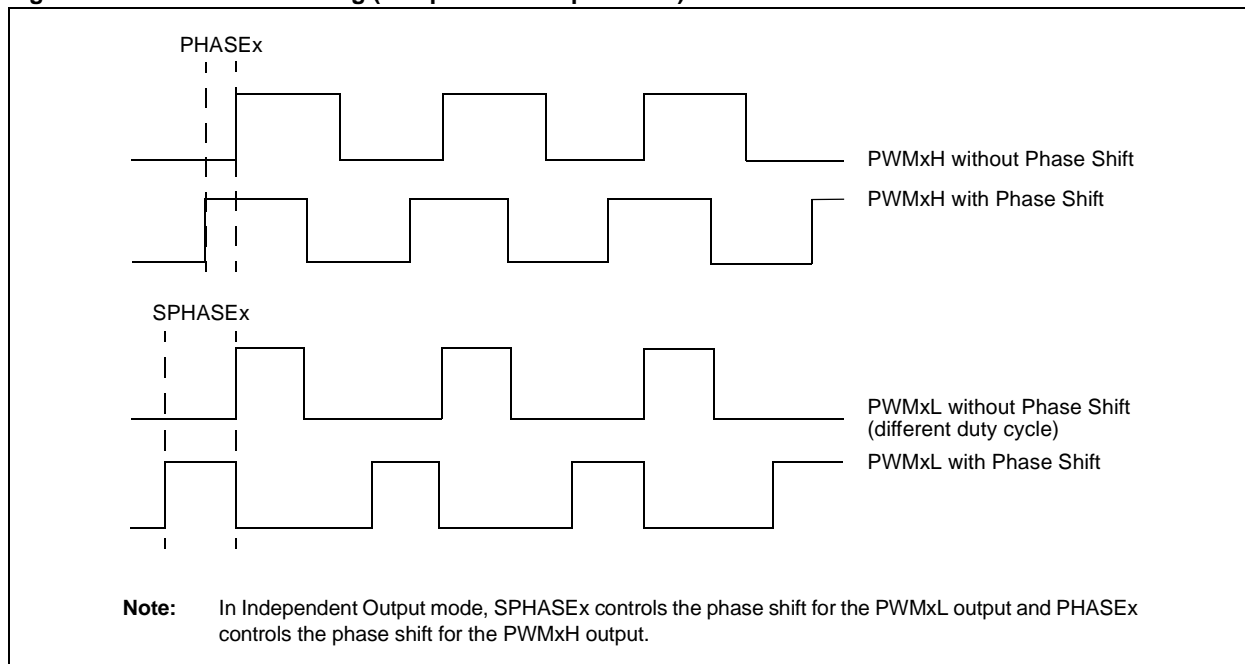 PHASEx
PWMxH without Phase Shift
PWMxH with Phase Shift
SPHASEx
PWMxL without Phase Shift
(different duty cycle)
PWMxL with Phase Shift
Note: In Independent Output mode, SPHASEx controls the phase shift for the PWMxL output and PHASEx
controls the phase shift for the PWMxH output.